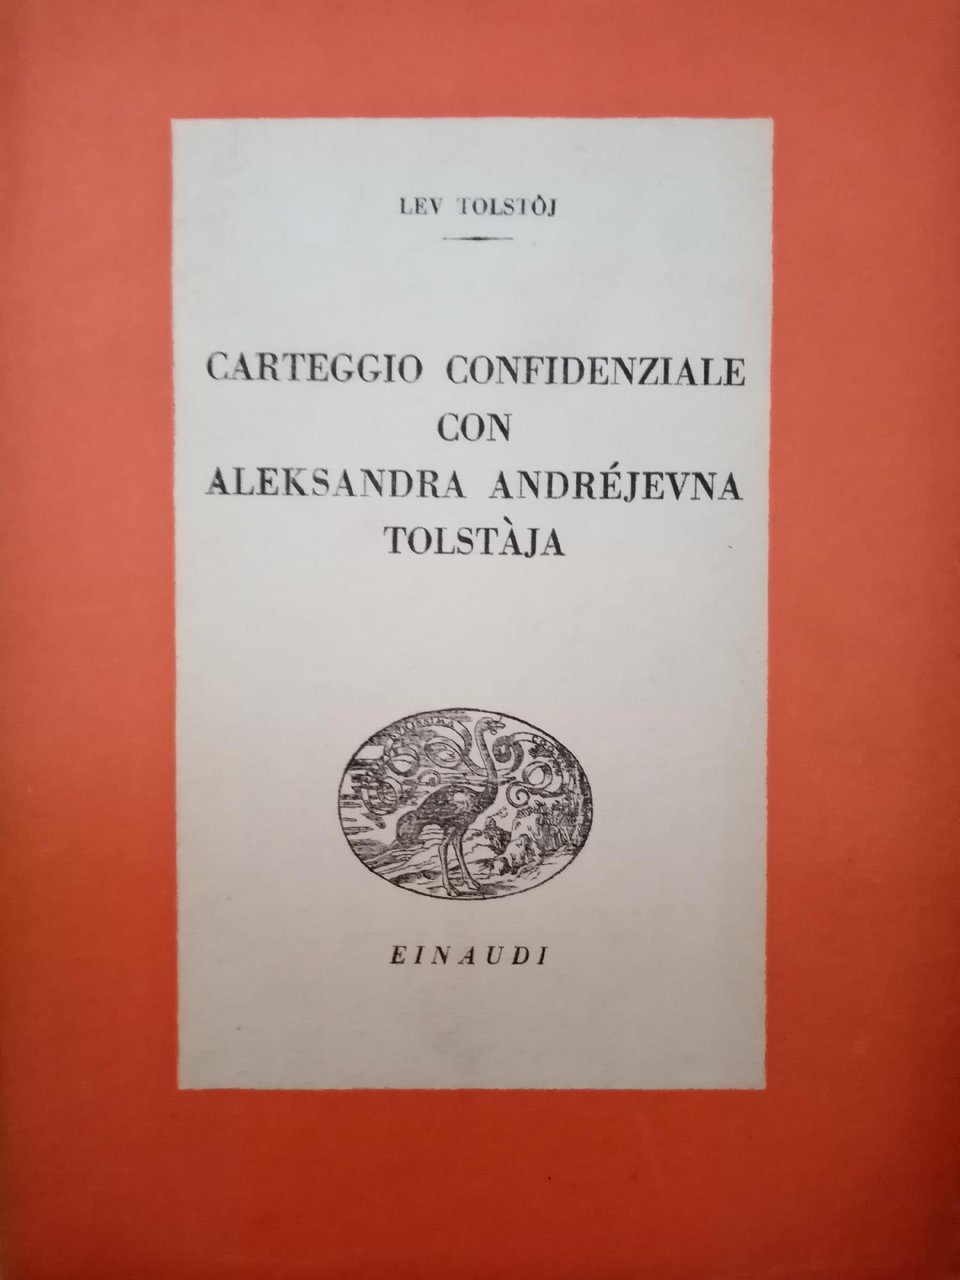 LEV TOLSTÒJ
CARTEGGIO CONFIDENZIALE
CON
ALEKSANDRA ANDRÉJEVNA
TOLSTÀJA
EINAUDI